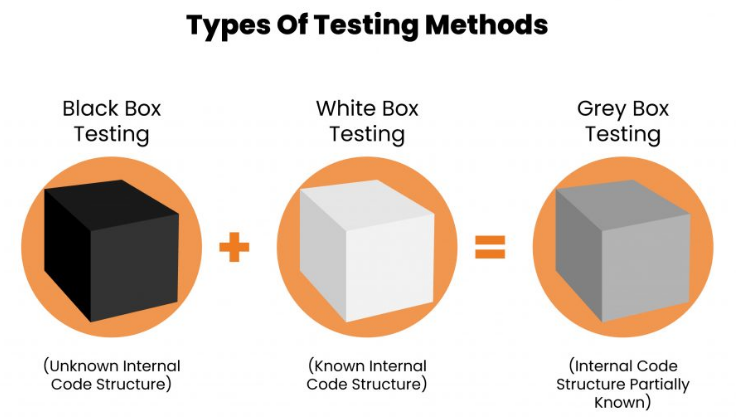 Types Of Testing Methods
Black Box
Testing
White Box
Testing
Grey Box
Testing
+
=
(Unknown Internal
Code Structure)
(Known Internal
Code Structure)
(Internal Code
Structure Partially
Known)